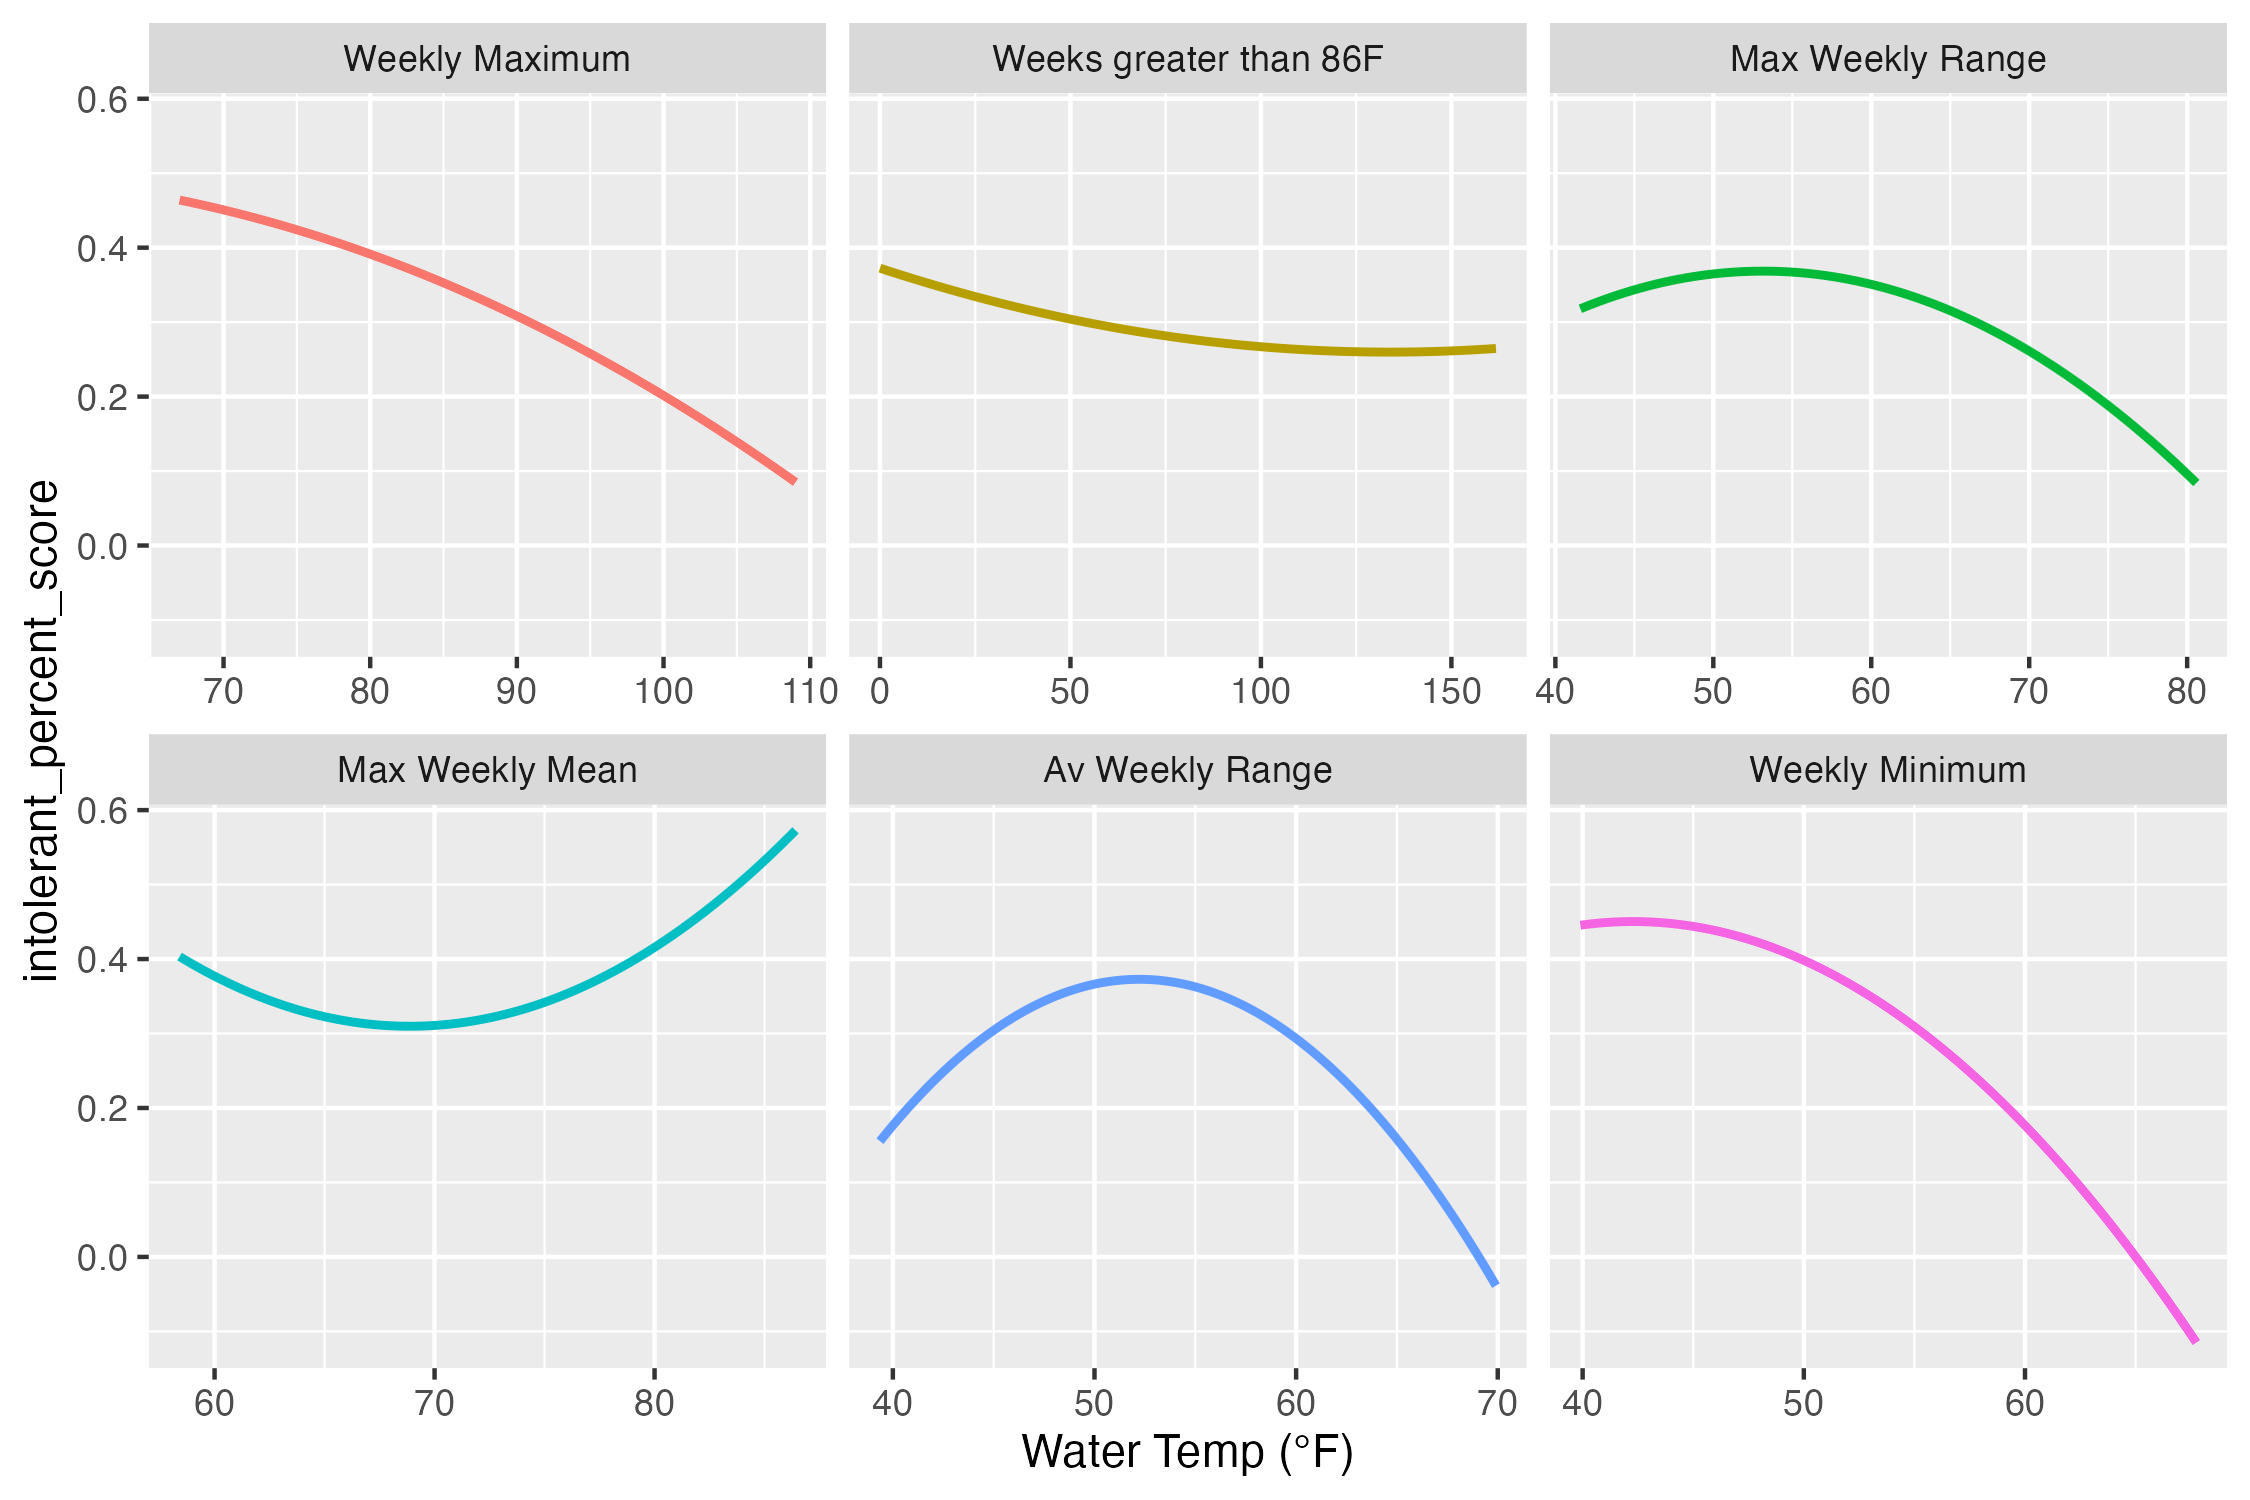 Weekly Maximum
Weeks greater than 86F
Max Weekly Range
0.6
0.4
0.2
0.0
70 80 90 100 110
0 50 100 150
40 50 60 70 80
Max Weekly Mean
Av Weekly Range
Weekly Minimum
0.6
0.4
0.2
0.0
60 70 80
40 50 60 70
40 50 60
Water Temp (°F)
intolerant_percent_score